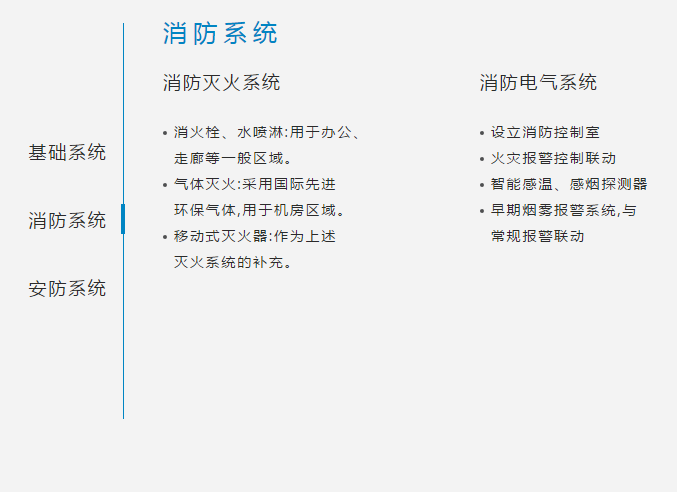 基础系统
消防系统
安防系统
消防系统
消防灭火系统
• 消火栓、水喷淋:用于办公、
走廊等一般区域。
• 气体灭火:采用国际先进
环保气体,用于机房区域。
• 移动式灭火器:作为上述
灭火系统的补充。
消防电气系统
• 设立消防控制室
• 火灾报警控制联动
• 智能感温、感烟探测器
• 早期烟雾报警系统,与
常规报警联动